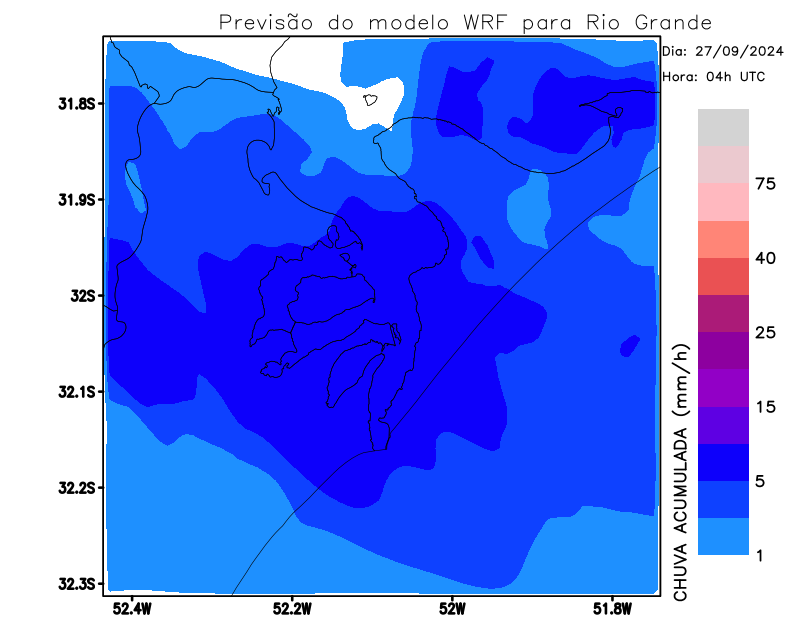 Previsão do modelo WRF para Rio Grande
Dia: 27/09/2024
Hora: 04h UTC
31.8S
31.9S
32S
32.1S
32.2S
32.3S
52.4W
52.2W
52W
51.8W
75
40
25
15
5
1
CHUVA ACUMULADA (mm/h)